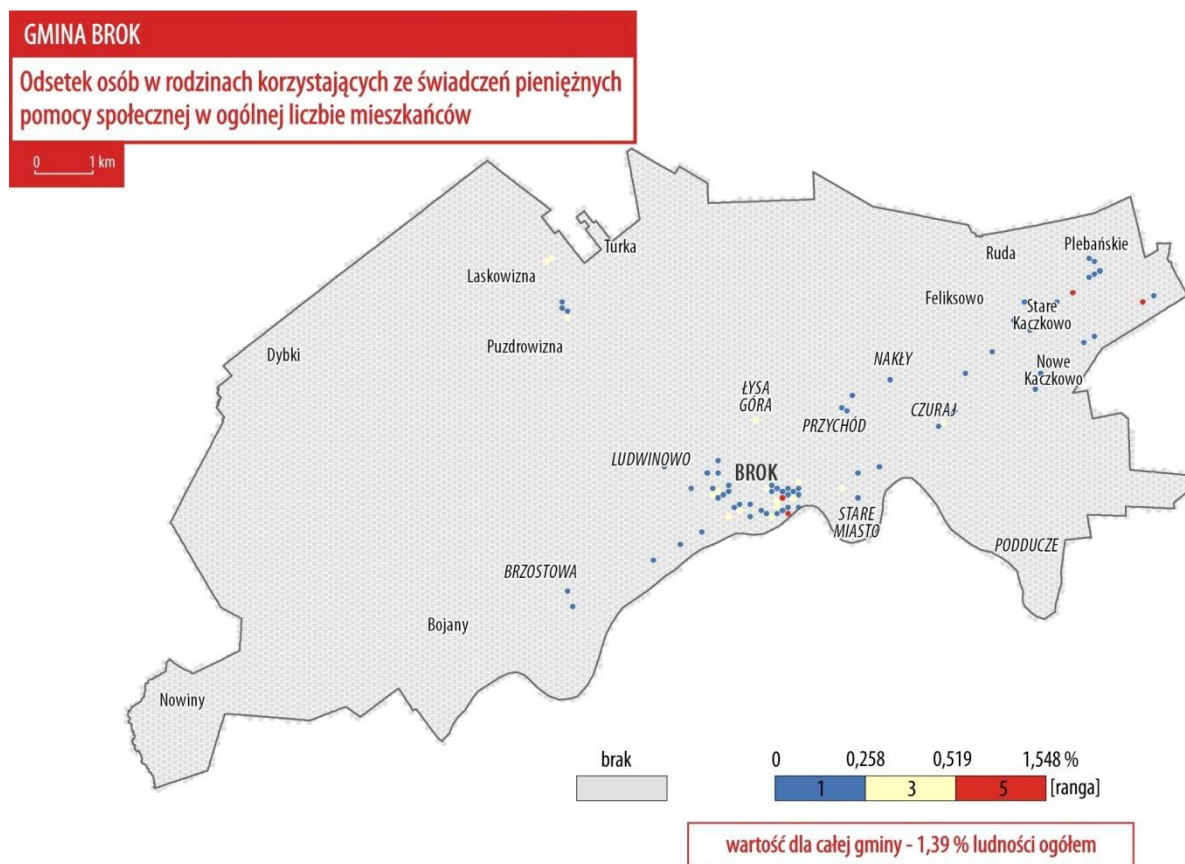 GMINA BROK
Odsetek osób w rodzinach korzystających ze świadczeń pieniężnych
pomocy społecznej w ogólnej liczbie mieszkańców
0 1 km
Turka
Ruda
Plebańskie
Laskowizna
Feliksowo
Stare
Kaczkowo
Puzdrowizna
Dybki
NAKŁY
Nowe
Kaczkowo
ŁYSA
GÓRA
CZURAJ
PRZYCHÓD
LUDWINOWO
BROK
STARE
MIASTO
PODDUCZE
BRZOSTOWA
Bojany
Nowiny
brak
0 0,258 0,519 1,548 %
1 3 5 [ranga]
wartość dla całej gminy - 1,39 % ludności ogółem